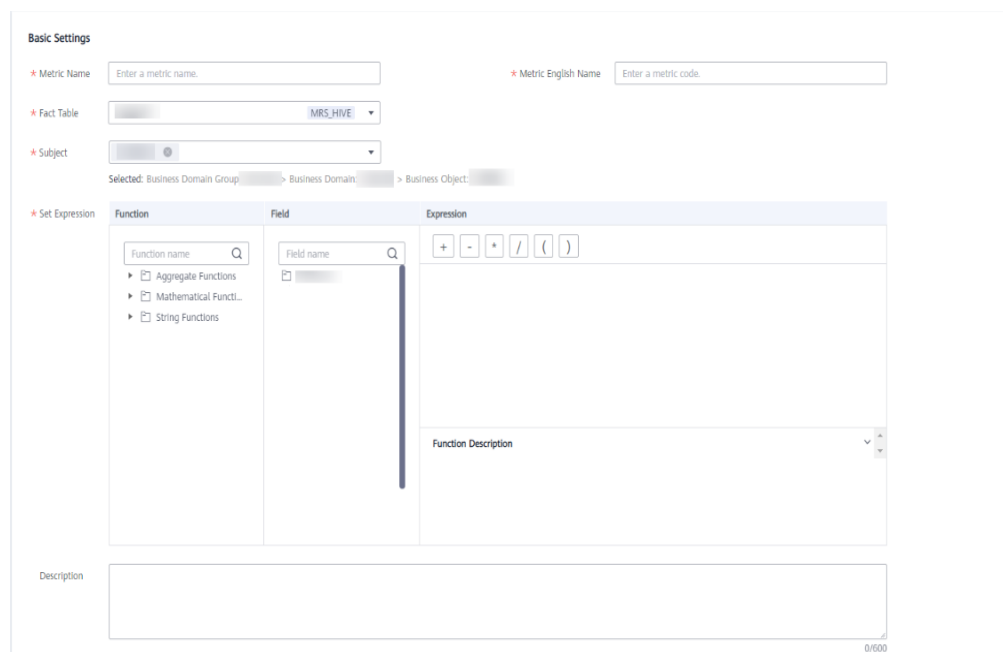 Basic Settings
* Metric Name Enter a metric name. * Metric English Name Enter a metric code.
* Fact Table MRS_HIVE
* Subject
Selected: Business Domain Group > Business Domain: > Business Object:
* Set Expression Function Field Expression
Function name Field name + - * / ( )
Aggregate Functions
Mathematical Functi...
String Functions
Function Description
Description
0/600